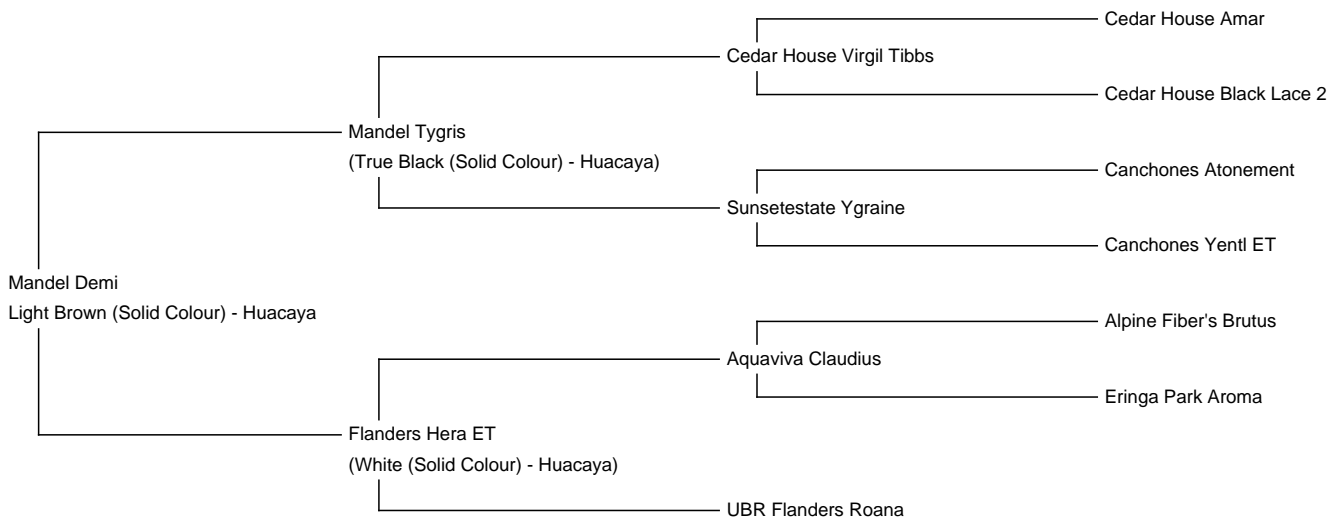 Cedar House Amar
Cedar House Virgil Tibbs
Cedar House Black Lace 2
Mandel Tygris
(True Black (Solid Colour) - Huacaya)
Canchones Atonement
Sunsetestate Ygraine
Canchones Yentl ET
Mandel Demi
Light Brown (Solid Colour) - Huacaya
Alpine Fiber's Brutus
Aquaviva Claudius
Eringa Park Aroma
Flanders Hera ET
(White (Solid Colour) - Huacaya)
UBR Flanders Roana